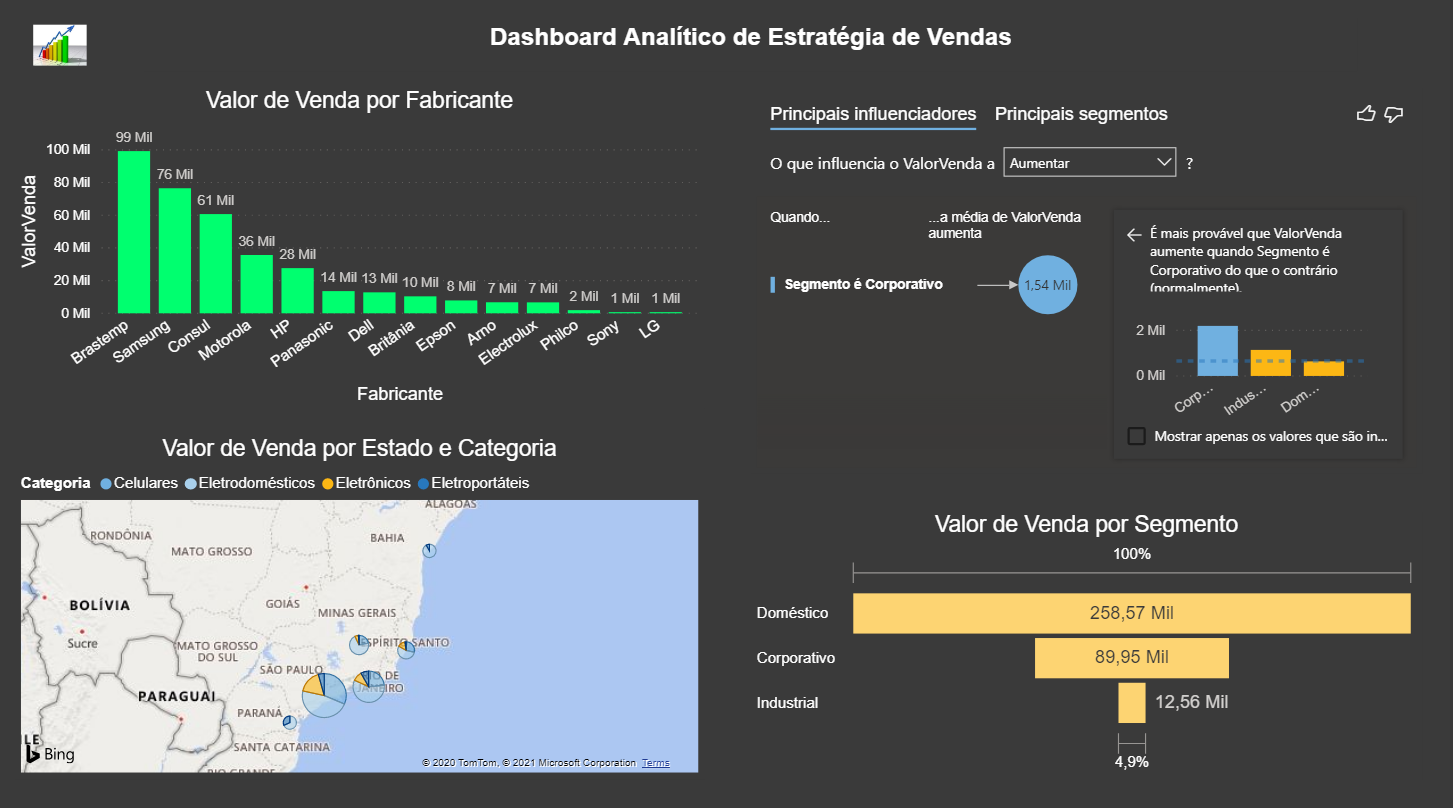 Dashboard Analítico de Estratégia de Vendas
Valor de Venda por Fabricante
ValorVenda
100 Mil
80 Mil
60 Mil
40 Mil
20 Mil
0 Mil
99 Mil
76 Mil
61 Mil
36 Mil
28 Mil
14 Mil
13 Mil
10 Mil
8 Mil
7 Mil
7 Mil
2 Mil
1 Mil
1 Mil
Brastemp
Samsung
Consul
Motorola
HP
Panasonic
Dell
Britânia
Epson
Arno
Electrolux
Philco
Sony
LG
Fabricante
Principais influenciadores
Principais segmentos
O que influencia o ValorVenda a
Aumentar
?
Quando...
...a média de ValorVenda
aumenta
Segmento é Corporativo
1,54 Mil
É mais provável que ValorVenda
aumente quando Segmento é
Corporativo do que o contrário
(normalmente).
2 Mil
0 Mil
Corp...
Indus...
Dom...
Mostrar apenas os valores que são in...
Valor de Venda por Estado e Categoria
Categoria
Celulares
Eletrodomésticos
Eletrônicos
Eletroportáteis
ALAGOAS
RONDÔNIA
BAHIA
MATO GROSSO
BOLÍVIA
GOIÁS
MINAS GERAIS
Sucre
MATO GROSSO
DO SUL
ESPÍRITO SANTO
SÃO PAULO
RIO DE
JANEIRO
PARAGUAI
PARANÁ
SANTA CATARINA
RIO GRANDE
Bing
© 2020 TomTom, © 2021 Microsoft Corporation Terms
Valor de Venda por Segmento
100%
Doméstico
258,57 Mil
Corporativo
89,95 Mil
Industrial
12,56 Mil
4,9%